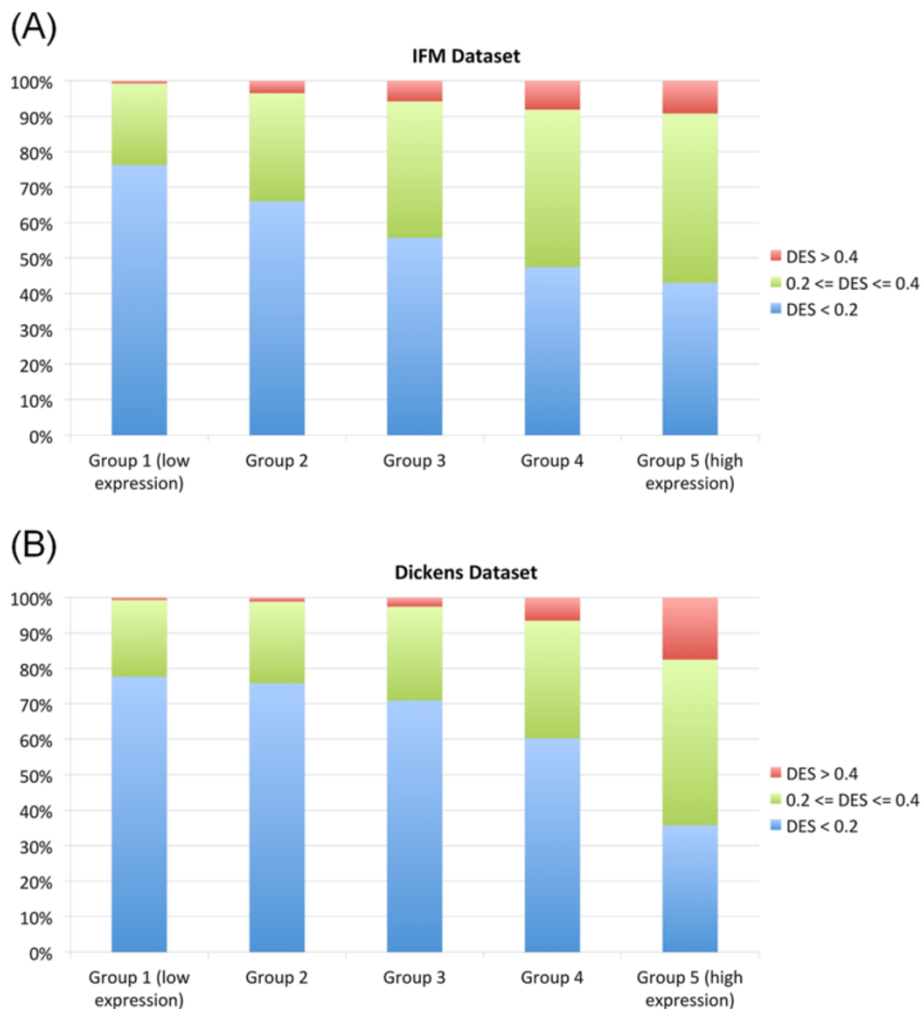 (A)
IFM Dataset
100%
90%
80%
70%
60%
50%
40%
30%
20%
10%
0%
Group 1 (low
expression)
Group 2
Group 3
Group 4
Group 5 (high
expression)
DES > 0.4
0.2 <= DES <= 0.4
DES < 0.2
(B)
Dickens Dataset
100%
90%
80%
70%
60%
50%
40%
30%
20%
10%
0%
Group 1 (low
expression)
Group 2
Group 3
Group 4
Group 5 (high
expression)
DES > 0.4
0.2 <= DES <= 0.4
DES < 0.2